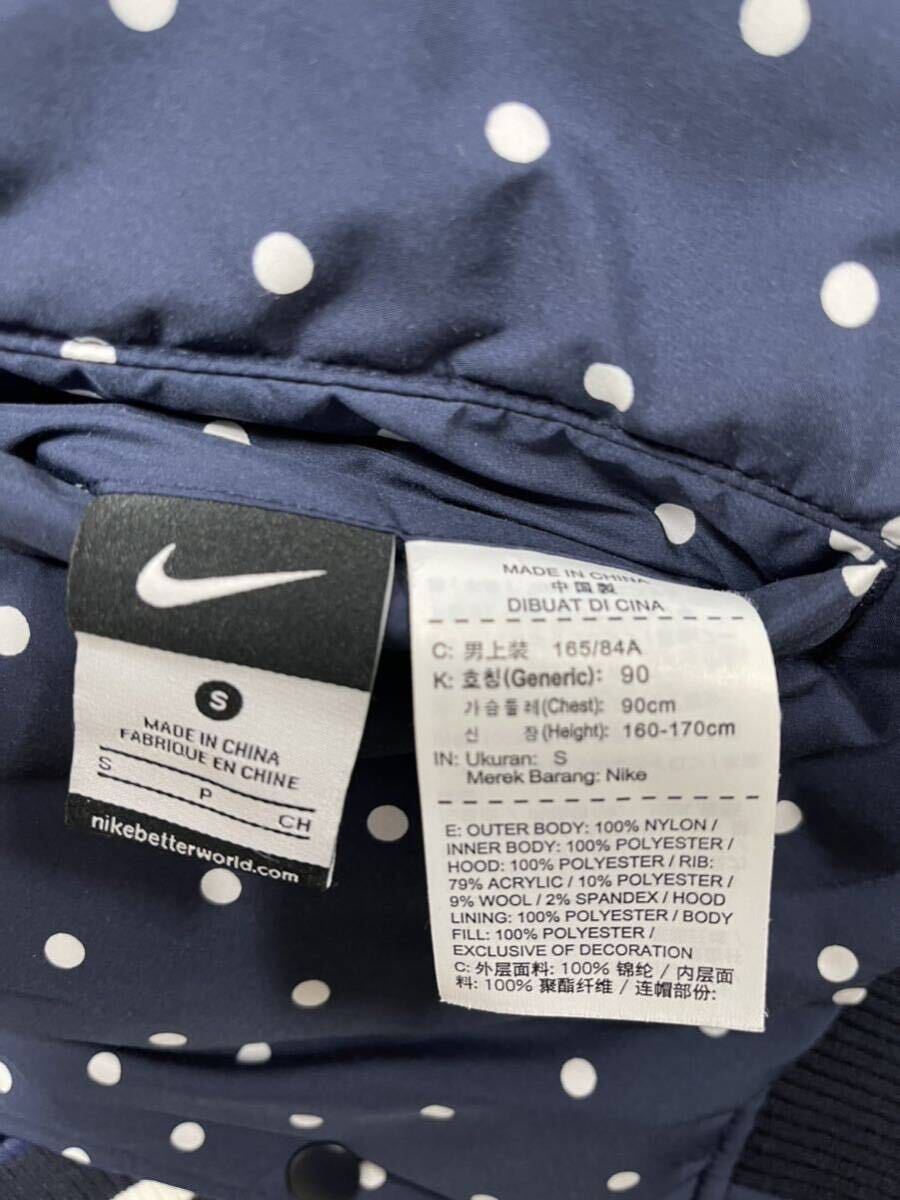 S
MADE IN CHINA
FABRIQUE EN CHINE
S P CH
nikebetterworld.com
MADE IN CHINA
中国製
DIBUAT DI CINA
C: 男上装 165/84A
K: 호칭(Generic): 90
가슴둘레(Chest): 90cm
신 장(Height): 160-170cm
IN: Ukuran: S
Merek Barang: Nike
E: OUTER BODY: 100% NYLON /
INNER BODY: 100% POLYESTER /
HOOD: 100% POLYESTER / RIB:
79% ACRYLIC / 10% POLYESTER /
9% WOOL / 2% SPANDEX / HOOD
LINING: 100% POLYESTER / BODY
FILL: 100% POLYESTER /
EXCLUSIVE OF DECORATION
C: 外层面料: 100% 锦纶 / 内层面
料: 100% 聚酯纤维 / 连帽部份: